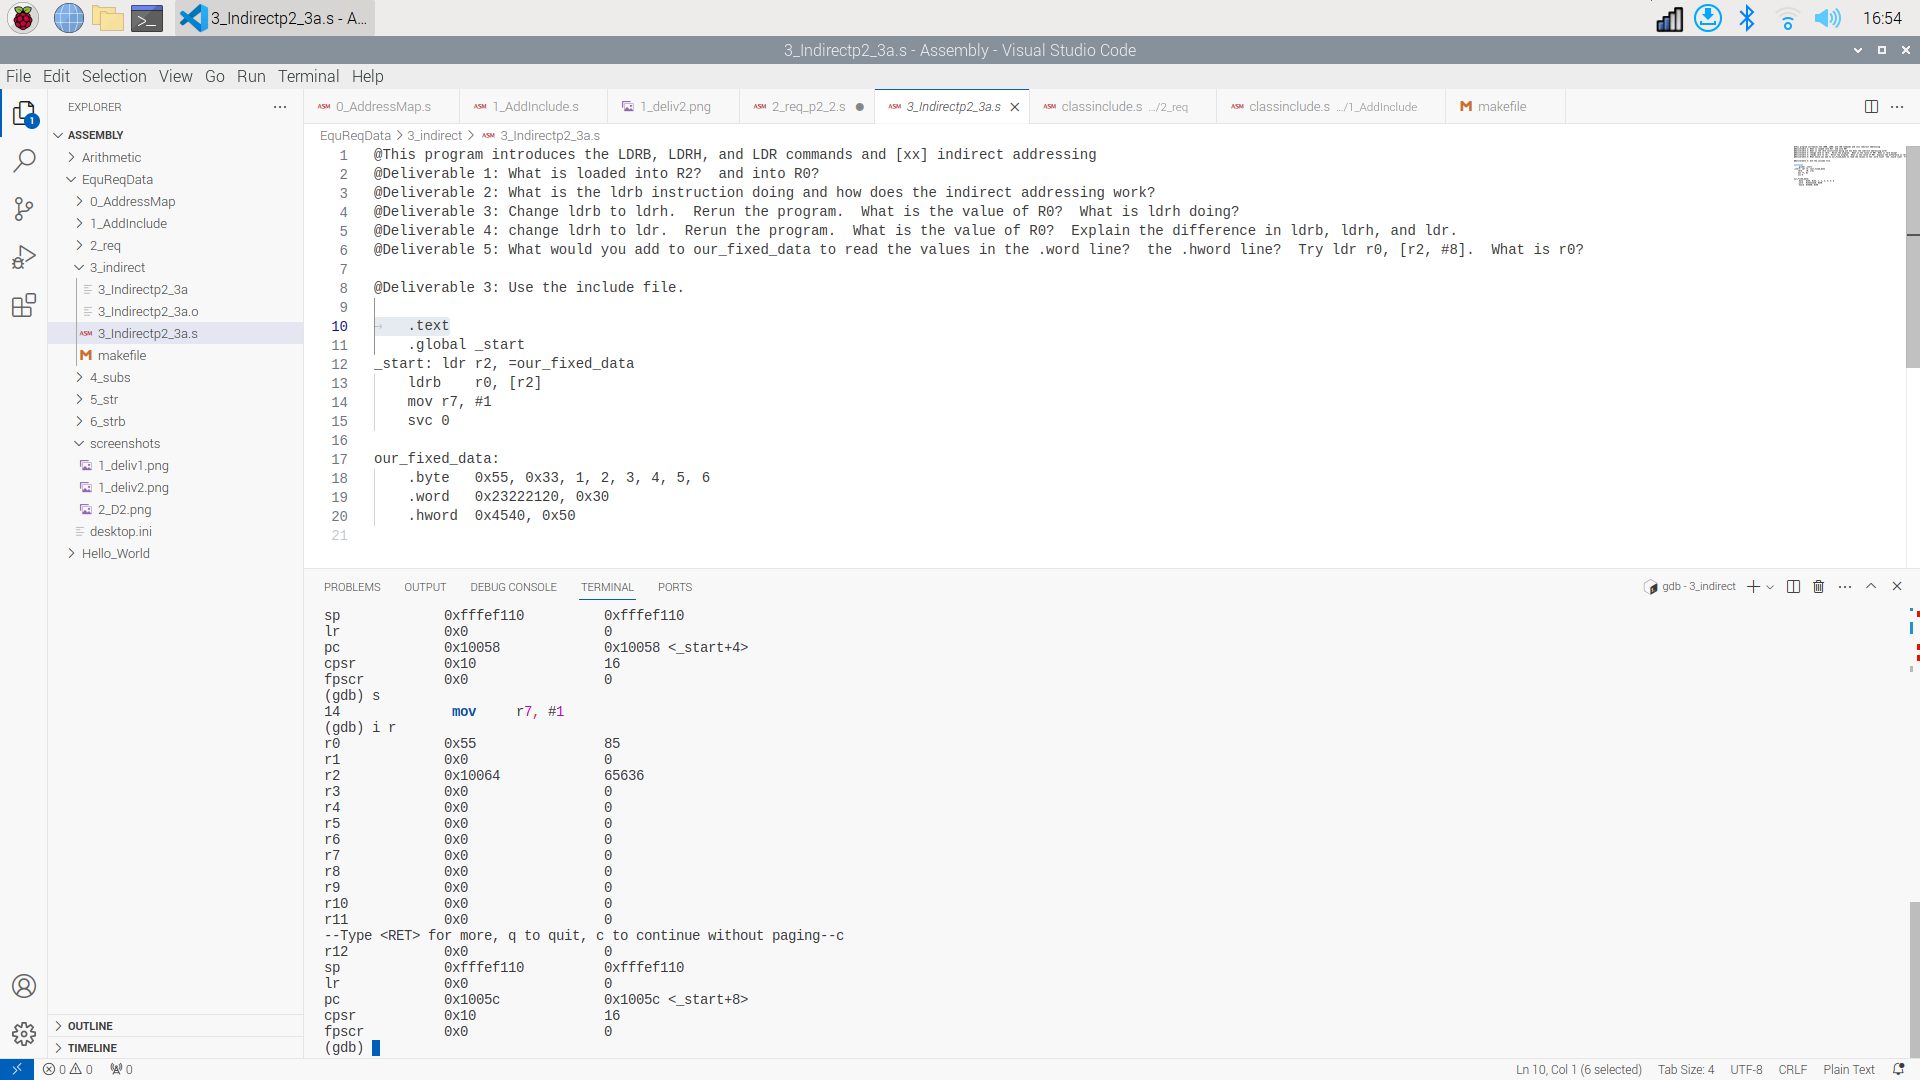 3_Indirectp2_3a.s - A...
16:54
3_Indirectp2_3a.s - Assembly - Visual Studio Code
File Edit Selection View Go Run Terminal Help
EXPLORER
ASSEMBLY
Arithmetic
EquReqData
0_AddressMap
1_AddInclude
2_req
3_indirect
3_Indirectp2_3a
3_Indirectp2_3a.o
ASM 3_Indirectp2_3a.s
M makefile
4_subs
5_str
6_strb
screenshots
1_deliv1.png
1_deliv2.png
2_D2.png
desktop.ini
Hello_World
OUTLINE
TIMELINE
ASM 0_AddressMap.s ASM 1_AddInclude.s 1_deliv2.png ASM 2_req_p2_2.s ASM 3_Indirectp2_3a.s ASM classinclude.s .../2_req ASM classinclude.s .../1_AddInclude M makefile
EquReqData > 3_indirect > ASM 3_Indirectp2_3a.s
1 @This program introduces the LDRB, LDRH, and LDR commands and [xx] indirect addressing
2 @Deliverable 1: What is loaded into R2?  and into R0?
3 @Deliverable 2: What is the ldrb instruction doing and how does the indirect addressing work?
4 @Deliverable 3: Change ldrb to ldrh.  Rerun the program.  What is the value of R0?  What is ldrh doing?
5 @Deliverable 4: change ldrh to ldr.  Rerun the program.  What is the value of R0?  Explain the difference in ldrb, ldrh, and ldr.
6 @Deliverable 5: What would you add to our_fixed_data to read the values in the .word line?  the .hword line?  Try ldr r0, [r2, #8].  What is r0?
7
8 @Deliverable 3: Use the include file.
9
10 .text
11 .global _start
12 _start: ldr r2, =our_fixed_data
13 ldrb    r0, [r2]
14 mov r7, #1
15 svc 0
16
17 our_fixed_data:
18 .byte   0x55, 0x33, 1, 2, 3, 4, 5, 6
19 .word   0x23222120, 0x30
20 .hword  0x4540, 0x50
21
PROBLEMS OUTPUT DEBUG CONSOLE TERMINAL PORTS
gdb - 3_indirect
sp 0xfffef110 0xfffef110
lr 0x0 0
pc 0x10058 0x10058 <_start+4>
cpsr 0x10 16
fpscr 0x0 0
(gdb) s
14 mov r7, #1
(gdb) i r
r0 0x55 85
r1 0x0 0
r2 0x10064 65636
r3 0x0 0
r4 0x0 0
r5 0x0 0
r6 0x0 0
r7 0x0 0
r8 0x0 0
r9 0x0 0
r10 0x0 0
r11 0x0 0
--Type <RET> for more, q to quit, c to continue without paging--c
r12 0x0 0
sp 0xfffef110 0xfffef110
lr 0x0 0
pc 0x1005c 0x1005c <_start+8>
cpsr 0x10 16
fpscr 0x0 0
(gdb)
0 0 0 Ln 10, Col 1 (6 selected) Tab Size: 4 UTF-8 CRLF Plain Text